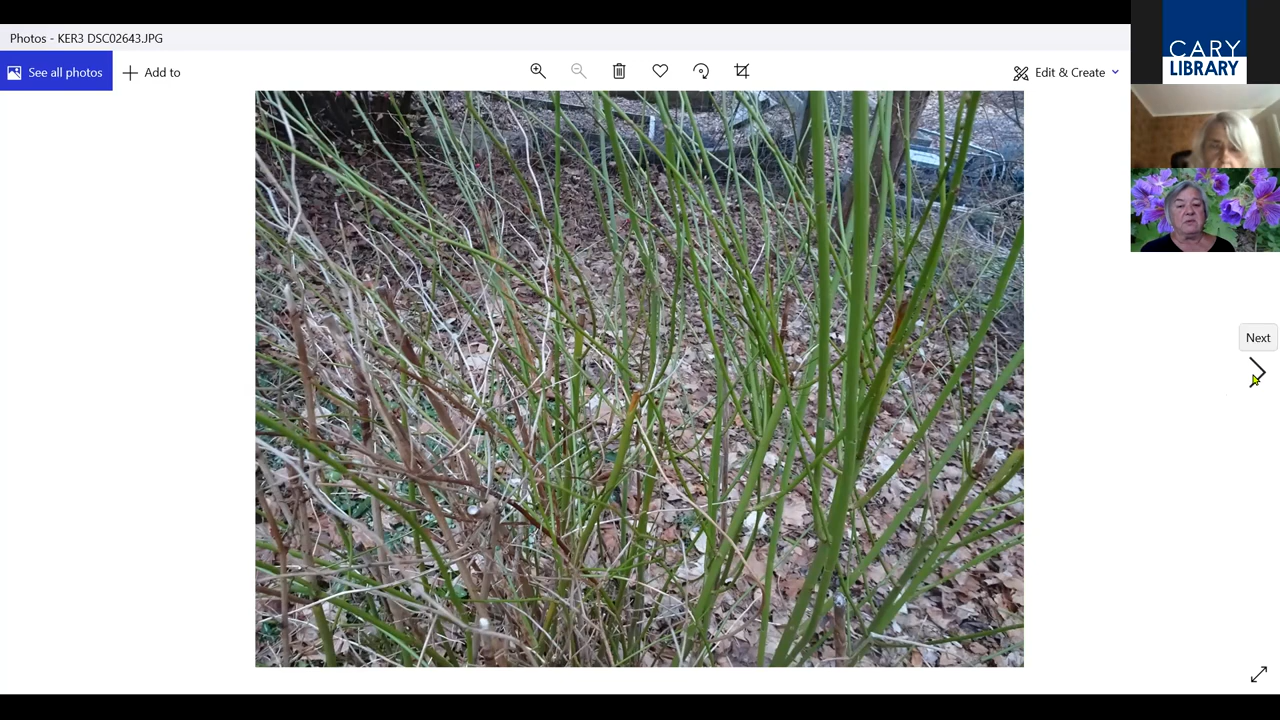 Photos - KER3 DSC02643.JPG
See all photos
Add to
Edit & Create
CARY
LIBRARY
Next